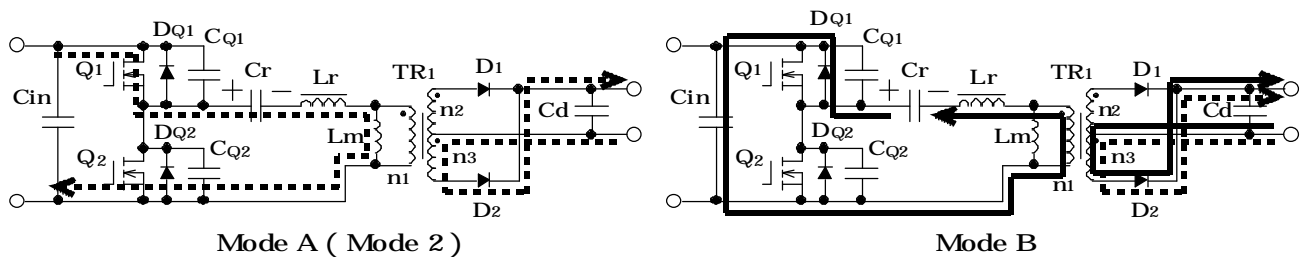 DQ1
CQ1
Q1
Cr
Lr
+
−
TR1
D1
Cin
n2
Cd
Lm
DQ2
CQ2
Q2
n3
n1
D2
Mode A ( Mode 2 )
DQ1
CQ1
Q1
Cr
Lr
+
−
TR1
D1
Cin
n2
Cd
Lm
DQ2
CQ2
Q2
n3
n1
D2
Mode B